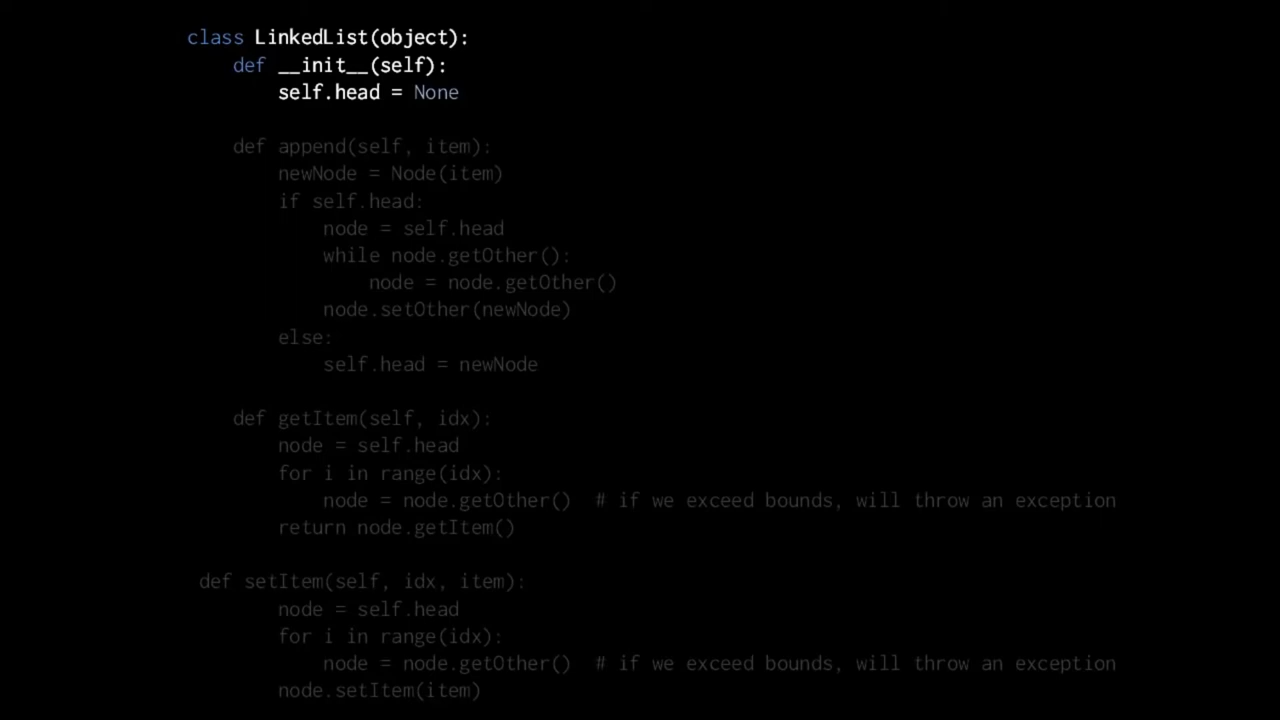 class LinkedList(object):
    def __init__(self):
        self.head = None

    def append(self, item):
        newNode = Node(item)
        if self.head:
            node = self.head
            while node.getOther():
                node = node.getOther()
            node.setOther(newNode)
        else:
            self.head = newNode

    def getItem(self, idx):
        node = self.head
        for i in range(idx):
            node = node.getOther()  # if we exceed bounds, will throw an exception
        return node.getItem()

 def setItem(self, idx, item):
        node = self.head
        for i in range(idx):
            node = node.getOther()  # if we exceed bounds, will throw an exception
        node.setItem(item)